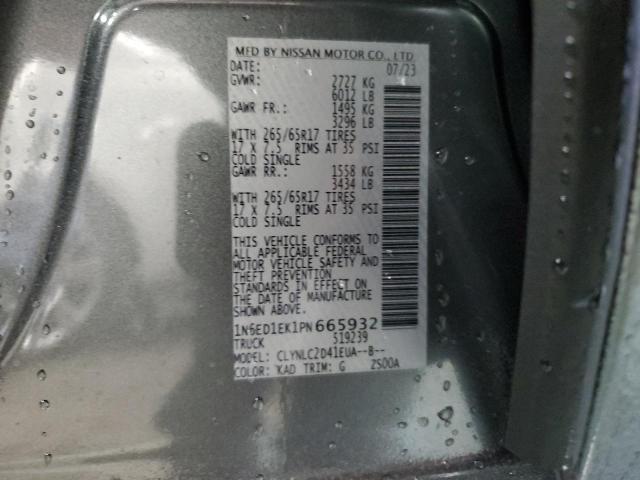 MFD BY NISSAN MOTOR CO., LTD
DATE: 07/23
GVWR: 2727 KG
6012 LB
GAWR FR.: 1495 KG
3296 LB
WITH 265/65R17 TIRES
17 X 7.5 RIMS AT 35 PSI
COLD SINGLE
GAWR RR.: 1558 KG
3434 LB
WITH 265/65R17 TIRES
17 X 7.5 RIMS AT 35 PSI
COLD SINGLE
THIS VEHICLE CONFORMS TO
ALL APPLICABLE FEDERAL
MOTOR VEHICLE SAFETY AND
THEFT PREVENTION
STANDARDS IN EFFECT ON
THE DATE OF MANUFACTURE
SHOWN ABOVE.
1N6ED1EK1PN665932
TRUCK 519239
MODEL: CLYNLC2D41EUA--B--
COLOR: KAD TRIM: G 2S00A